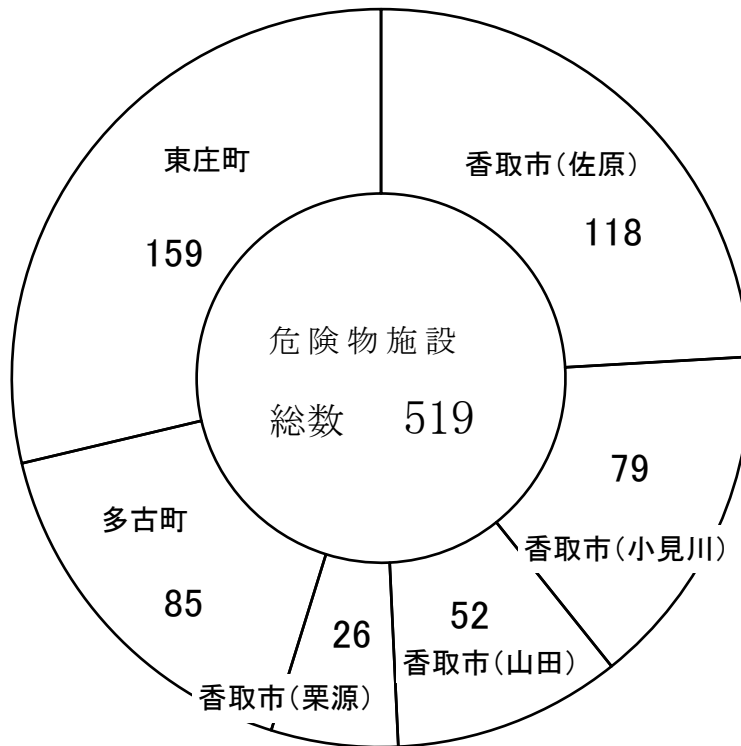 東庄町
159
香取市(佐原)
118
危険物施設
総数 519
79
香取市(小見川)
多古町
85
52
香取市(山田)
26
香取市(栗源)